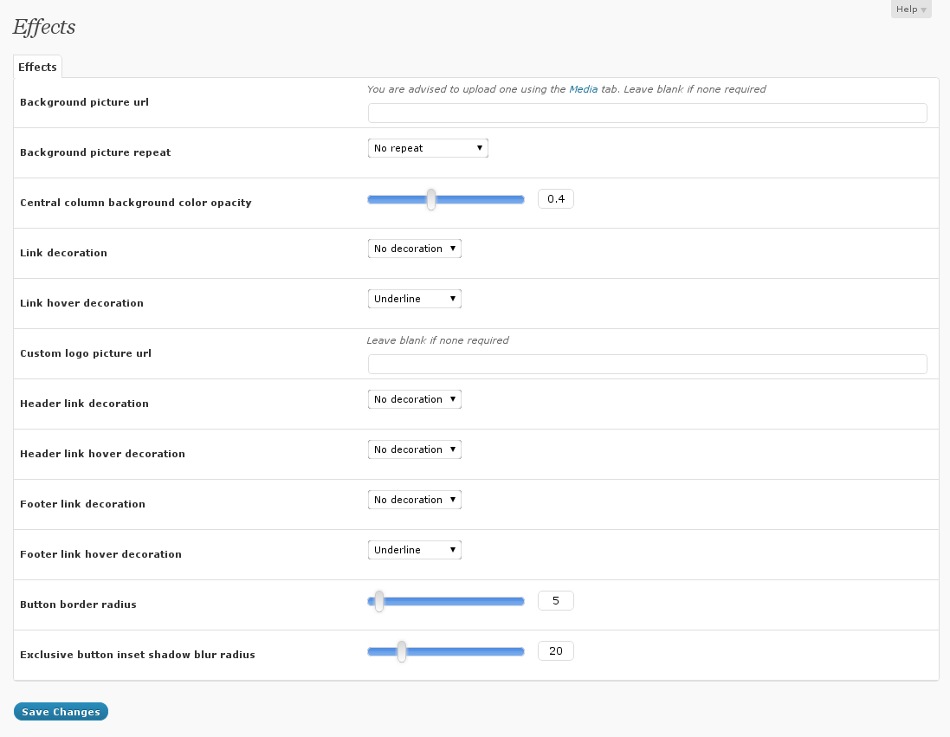 Help
Effects
Effects
Background picture url
You are advised to upload one using the Media tab. Leave blank if none required
Background picture repeat
No repeat
Central column background color opacity
0.4
Link decoration
No decoration
Link hover decoration
Underline
Custom logo picture url
Leave blank if none required
Header link decoration
No decoration
Header link hover decoration
No decoration
Footer link decoration
No decoration
Footer link hover decoration
Underline
Button border radius
5
Exclusive button inset shadow blur radius
20
Save Changes